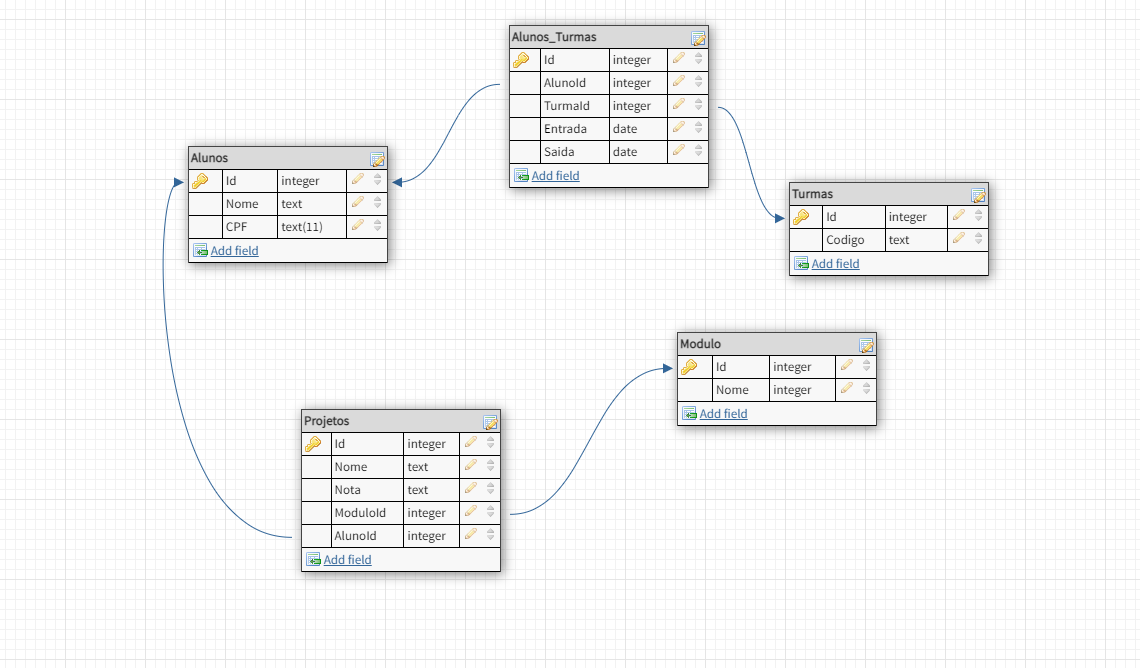 Alunos_Turmas
Id integer
AlunoId integer
TurmaId integer
Entrada date
Saida date
Add field
Alunos
Id integer
Nome text
CPF text(11)
Add field
Turmas
Id integer
Codigo text
Add field
Modulo
Id integer
Nome integer
Add field
Projetos
Id integer
Nome text
Nota text
ModuloId integer
AlunoId integer
Add field